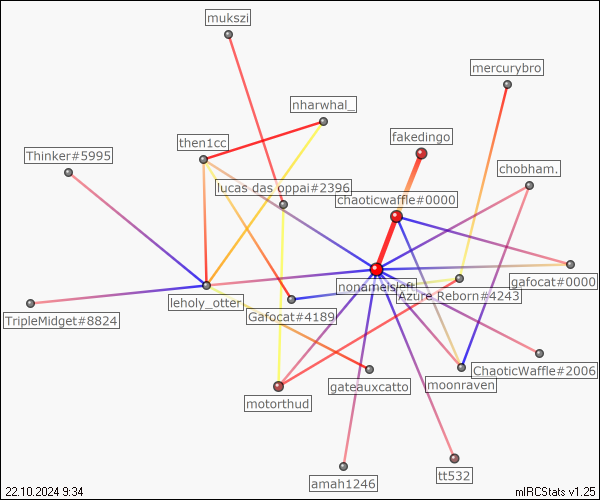 mukszi
mercurybro
nharwhal_
fakedingo
then1cc
Thinker#5995
chobham.
lucas das oppai#2396
chaoticwaffle#0000
gafocat#0000
nonameisleft
Azure Reborn#4243
leholy_otter
Gafocat#4189
TripleMidget#8824
ChaoticWaffle#2006
gateauxcatto
moonraven
motorthud
tt532
amah1246
22.10.2024 9:34
mIRCStats v1.25